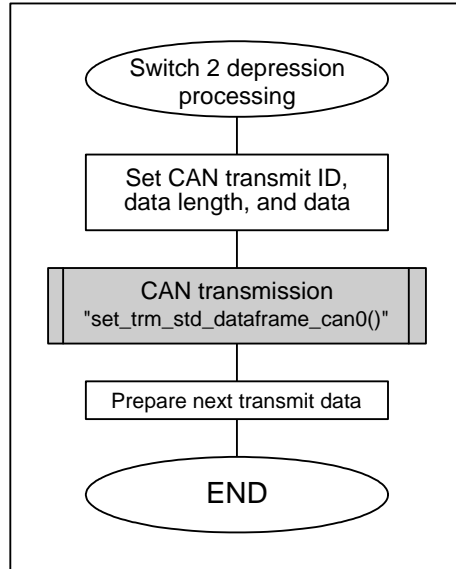 Switch 2 depression
processing
Set CAN transmit ID,
data length, and data
CAN transmission
"set_trm_std_dataframe_can0()"
Prepare next transmit data
END